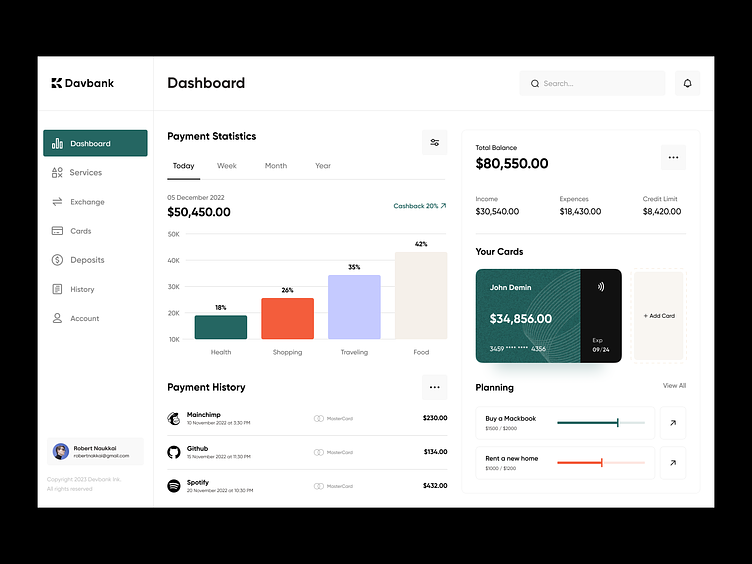 Davbank
Dashboard
Search...
Dashboard
Services
Exchange
Cards
Deposits
History
Account
Robert Naukkai
robertnakkai@gmail.com
Copyright 2023 Devbank Ink.
All rights reserved
Payment Statistics
Today Week Month Year
05 December 2022
$50,450.00
Cashback 20%
50K
40K
30K
20K
10K
18%
26%
35%
42%
Health Shopping Traveling Food
Payment History
Mainchimp
10 November 2022 at 3:30 PM
MasterCard
$230.00
Github
15 November 2022 at 11:30 PM
MasterCard
$134.00
Spotify
20 November 2022 at 10:30 PM
MasterCard
$432.00
Total Balance
$80,550.00
Income Expences Credit Limit
$30,540.00 $18,430.00 $8,420.00
Your Cards
John Demin
$34,856.00
3459 **** **** 4356
Exp
09/24
+ Add Card
Planning
View All
Buy a Mackbook
$1500 / $2000
Rent a new home
$1000 / $1200